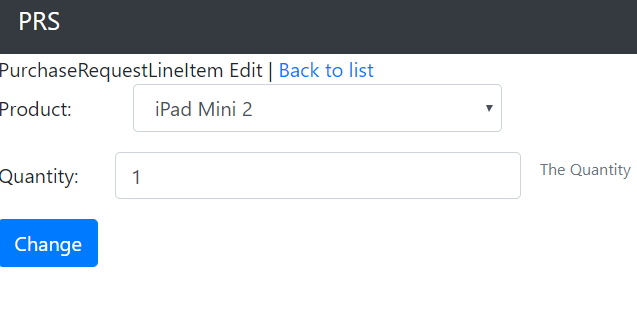 PRS
PurchaseRequestLineItem Edit | Back to list
Product: iPad Mini 2
Quantity: 1 The Quantity
Change